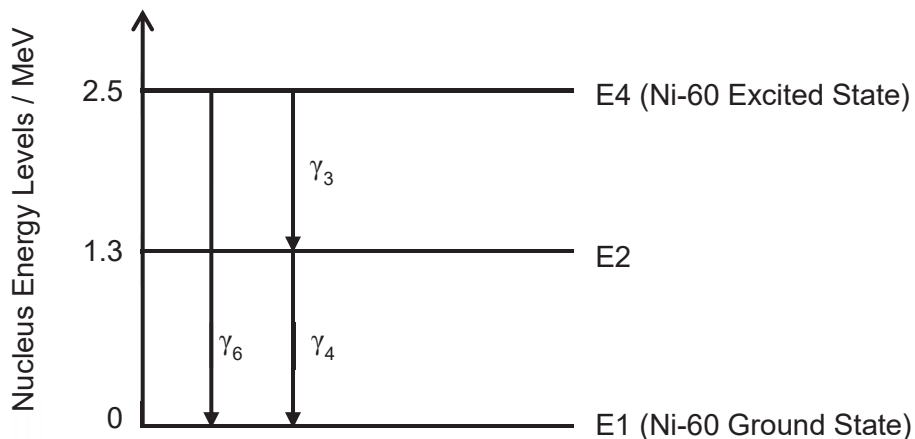 Nucleus Energy Levels / MeV
2.5
E4 (Ni-60 Excited State)
γ3
1.3
E2
γ6
γ4
0
E1 (Ni-60 Ground State)